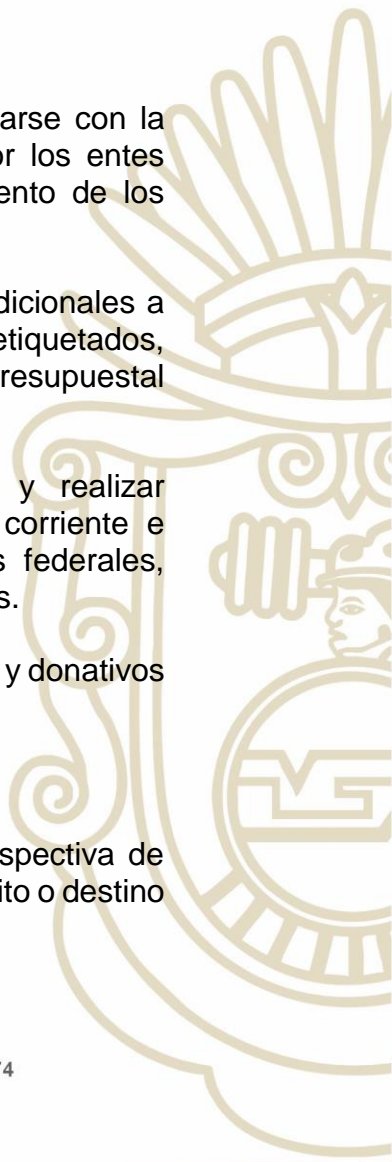 arse con la
or los entes
ento de los
dicionales a
etiquetados,
resupuestal
y realizar
corriente e
s federales,
s.
y donativos
spectiva de
ito o destino
74